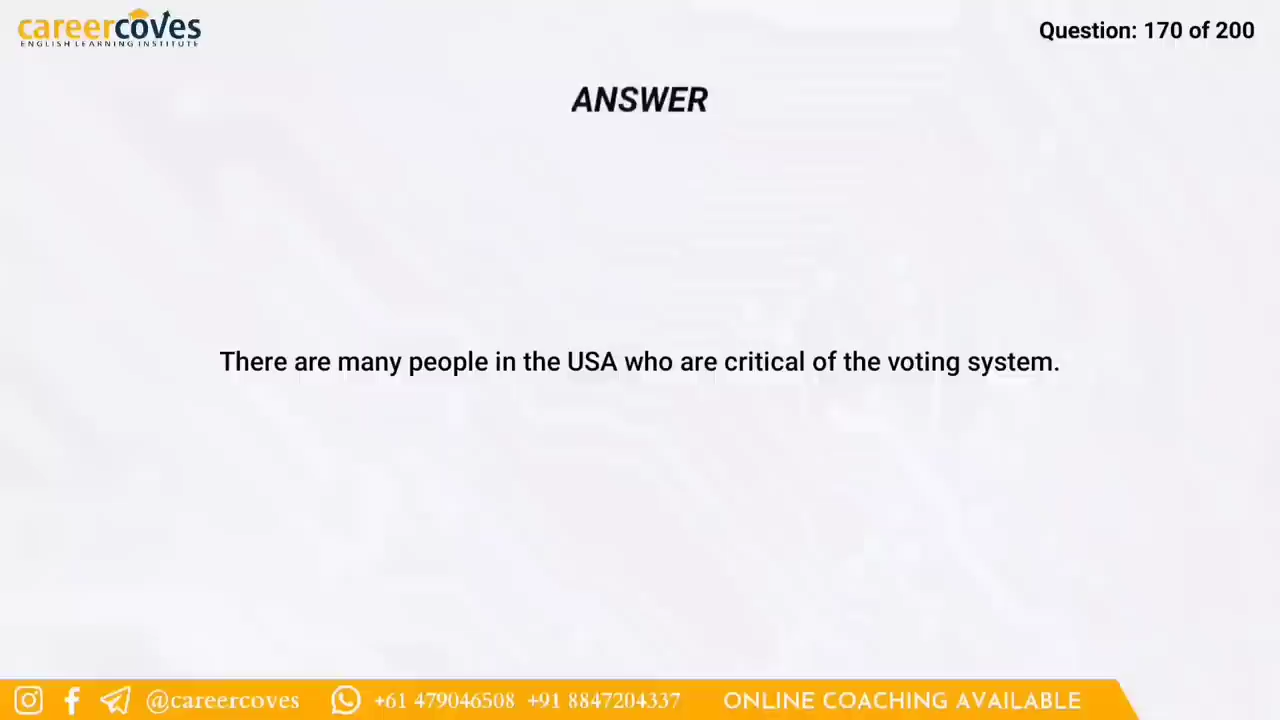 careercoves
ENGLISH LEARNING INSTITUTE
Question: 170 of 200
ANSWER
There are many people in the USA who are critical of the voting system.
@careercoves +61 479046508 +91 8847204337 ONLINE COACHING AVAILABLE